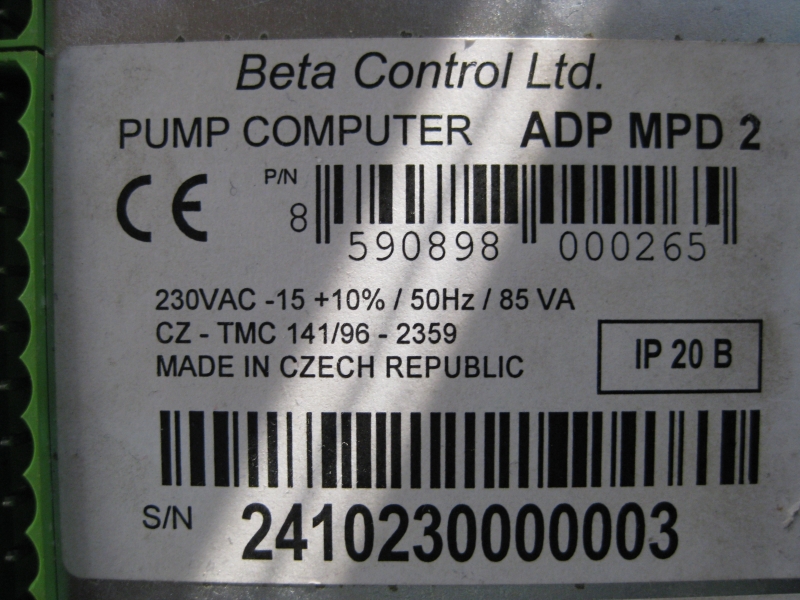 Beta Control Ltd.
PUMP COMPUTER ADP MPD 2
CE P/N
8 590898 000265
230VAC -15 +10% / 50Hz / 85 VA
CZ - TMC 141/96 - 2359
MADE IN CZECH REPUBLIC
IP 20 B
S/N 2410230000003